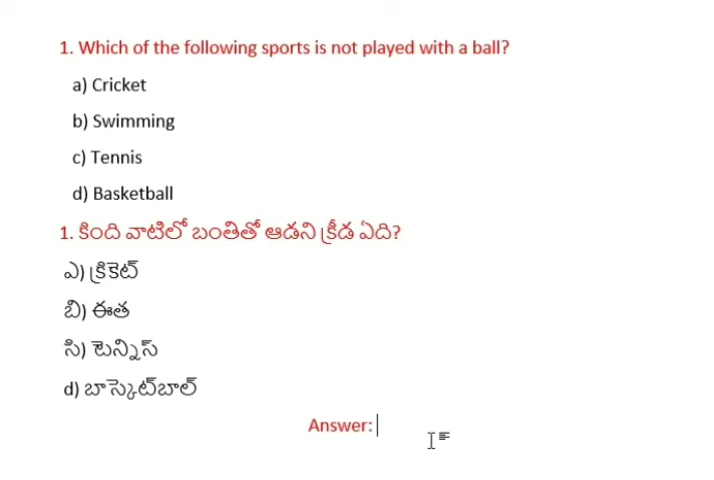 1. Which of the following sports is not played with a ball?
a) Cricket
b) Swimming
c) Tennis
d) Basketball
1. కింది వాటిలో బంతితో ఆడని క్రీడ ఏది?
ఎ) క్రికెట్
బి) ఈత
సి) టెన్నిస్
d) బాస్కెట్‌బాల్
Answer: